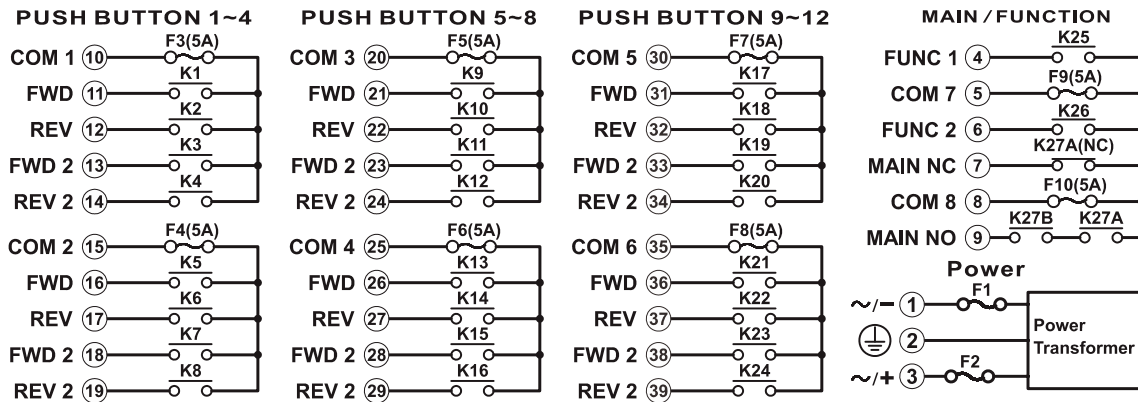 PUSH BUTTON 1~4
COM 1 10 F3(5A)
FWD 11 K1
REV 12 K2
FWD 2 13 K3
REV 2 14 K4
COM 2 15 F4(5A)
FWD 16 K5
REV 17 K6
FWD 2 18 K7
REV 2 19 K8
PUSH BUTTON 5~8
COM 3 20 F5(5A)
FWD 21 K9
REV 22 K10
FWD 2 23 K11
REV 2 24 K12
COM 4 25 F6(5A)
FWD 26 K13
REV 27 K14
FWD 2 28 K15
REV 2 29 K16
PUSH BUTTON 9~12
COM 5 30 F7(5A)
FWD 31 K17
REV 32 K18
FWD 2 33 K19
REV 2 34 K20
COM 6 35 F8(5A)
FWD 36 K21
REV 37 K22
FWD 2 38 K23
REV 2 39 K24
MAIN / FUNCTION
FUNC 1 4 K25
COM 7 5 F9(5A)
FUNC 2 6 K26
MAIN NC 7 K27A(NC)
COM 8 8 F10(5A)
MAIN NO 9 K27B K27A
Power
~/- 1 F1
2
~/+ 3 F2
Power
Transformer